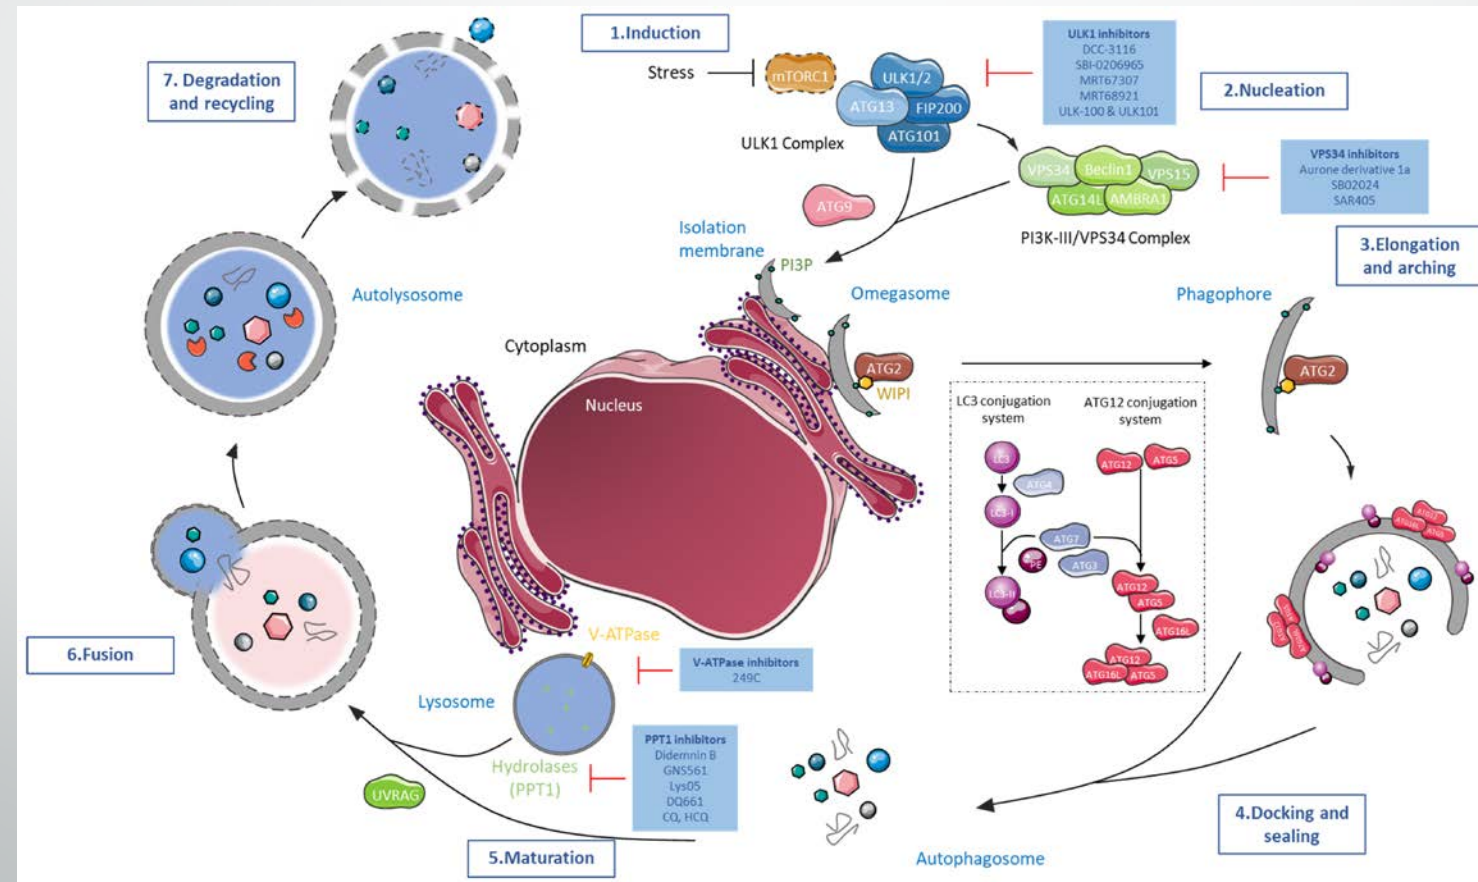 1.Induction
Stress
mTORC1
ULK1/2
ATG13
FIP200
ATG101
ULK1 Complex
ULK1 inhibitors
DCC-3116
SBI-0206965
MRT67307
MRT68921
ULK-100 & ULK101
2.Nucleation
VPS34
Beclin1
VPS15
ATG14L
AMBRA1
PI3K-III/VPS34 Complex
VPS34 inhibitors
Aurone derivative 1a
SB02024
SAR405
ATG9
Isolation
membrane
PI3P
Omegasome
ATG2
WIPI
Cytoplasm
Nucleus
3.Elongation
and arching
Phagophore
ATG2
LC3 conjugation
system
LC3
ATG4
LC3-I
ATG7
PE
ATG3
LC3-II
ATG12 conjugation
system
ATG12
ATG5
ATG12
ATG5
ATG16L
ATG12
ATG16L
ATG5
4.Docking and
sealing
Autophagosome
5.Maturation
V-ATPase
V-ATPase inhibitors
249C
Lysosome
Hydrolases
(PPT1)
PPT1 inhibitors
Didemnin B
GNS561
Lys05
DQ661
CQ, HCQ
UVRAG
6.Fusion
Autolysosome
7. Degradation
and recycling